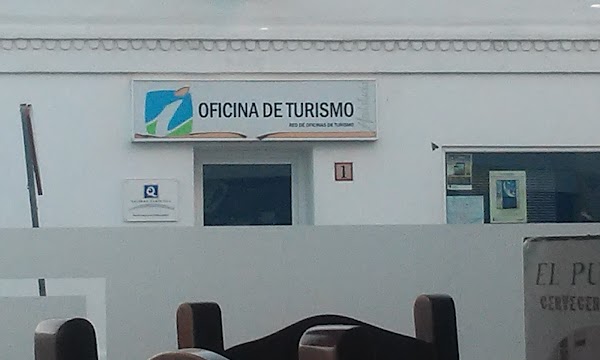 i
OFICINA DE TURISMO
RED DE OFICINAS DE TURISMO
1
Q
EL PU
CERVECER